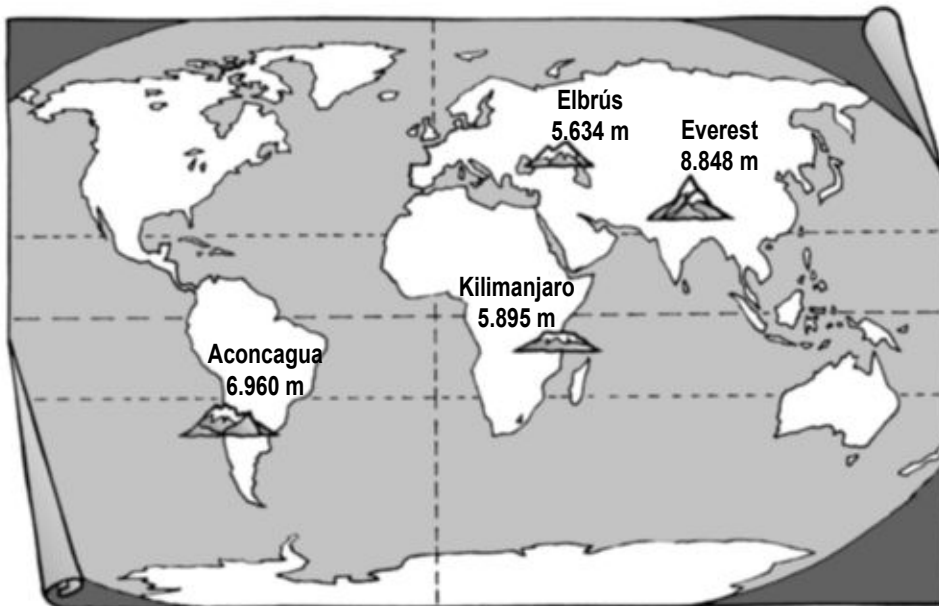 Elbrús
5.634 m
Everest
8.848 m
Kilimanjaro
5.895 m
Aconcagua
6.960 m